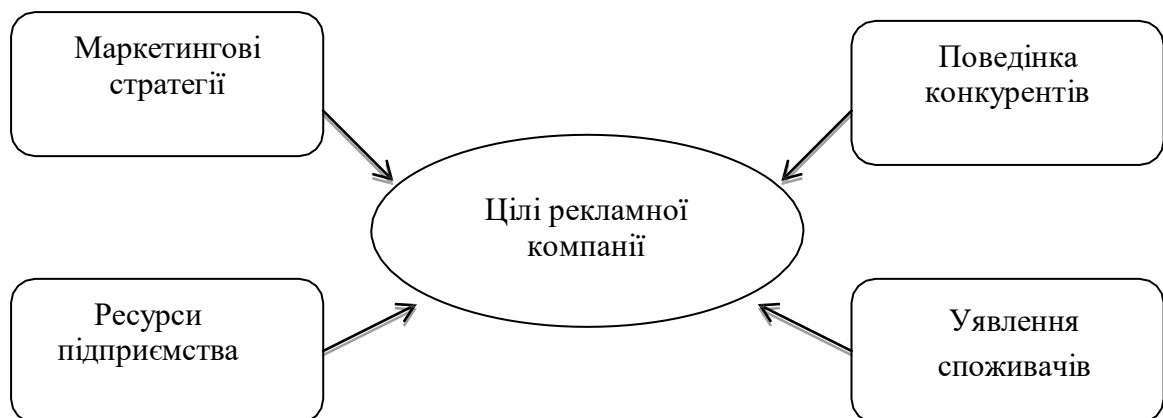 Маркетингові
стратегії
Поведінка
конкурентів
Цілі рекламної
компанії
Ресурси
підприємства
Уявлення
споживачів